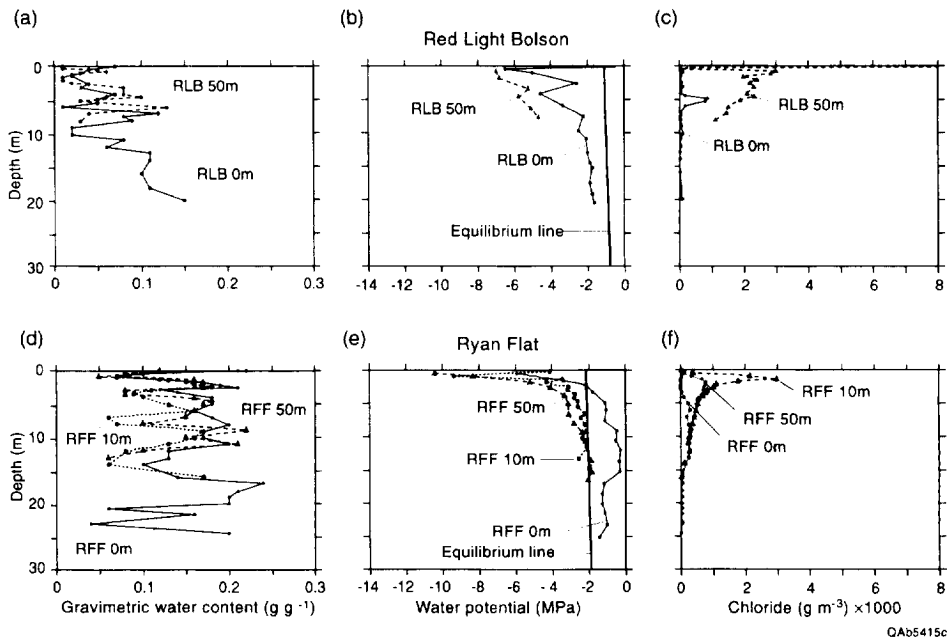 (a)
(b)
(c)
Red Light Bolson
0
10
20
30
Depth (m)
RLB 50m
RLB 0m
0
0.1
0.2
0.3
RLB 50m
RLB 0m
Equilibrium line
-14
-12
-10
-8
-6
-4
-2
0
RLB 50m
RLB 0m
0
2
4
6
8
(d)
(e)
(f)
Ryan Flat
0
10
20
30
Depth (m)
RFF 50m
RFF 10m
RFF 0m
0
0.1
0.2
0.3
Gravimetric water content (g g -1)
RFF 50m
RFF 10m
RFF 0m
Equilibrium line
-14
-12
-10
-8
-6
-4
-2
0
Water potential (MPa)
RFF 10m
RFF 50m
RFF 0m
0
2
4
6
8
Chloride (g m-3) ×1000
QAb5415c